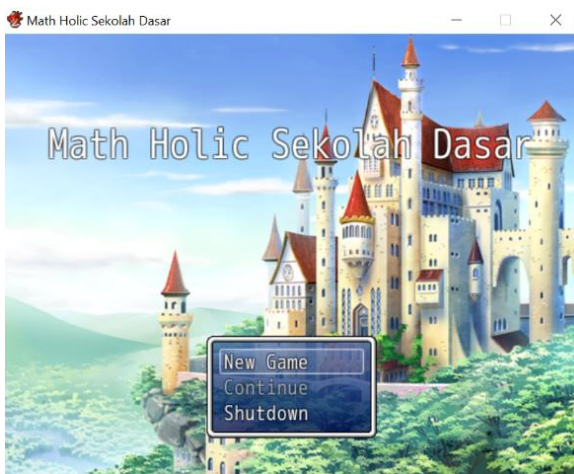 Math Holic Sekolah Dasar
Math Holic Sekolah Dasar
New Game
Continue
Shutdown